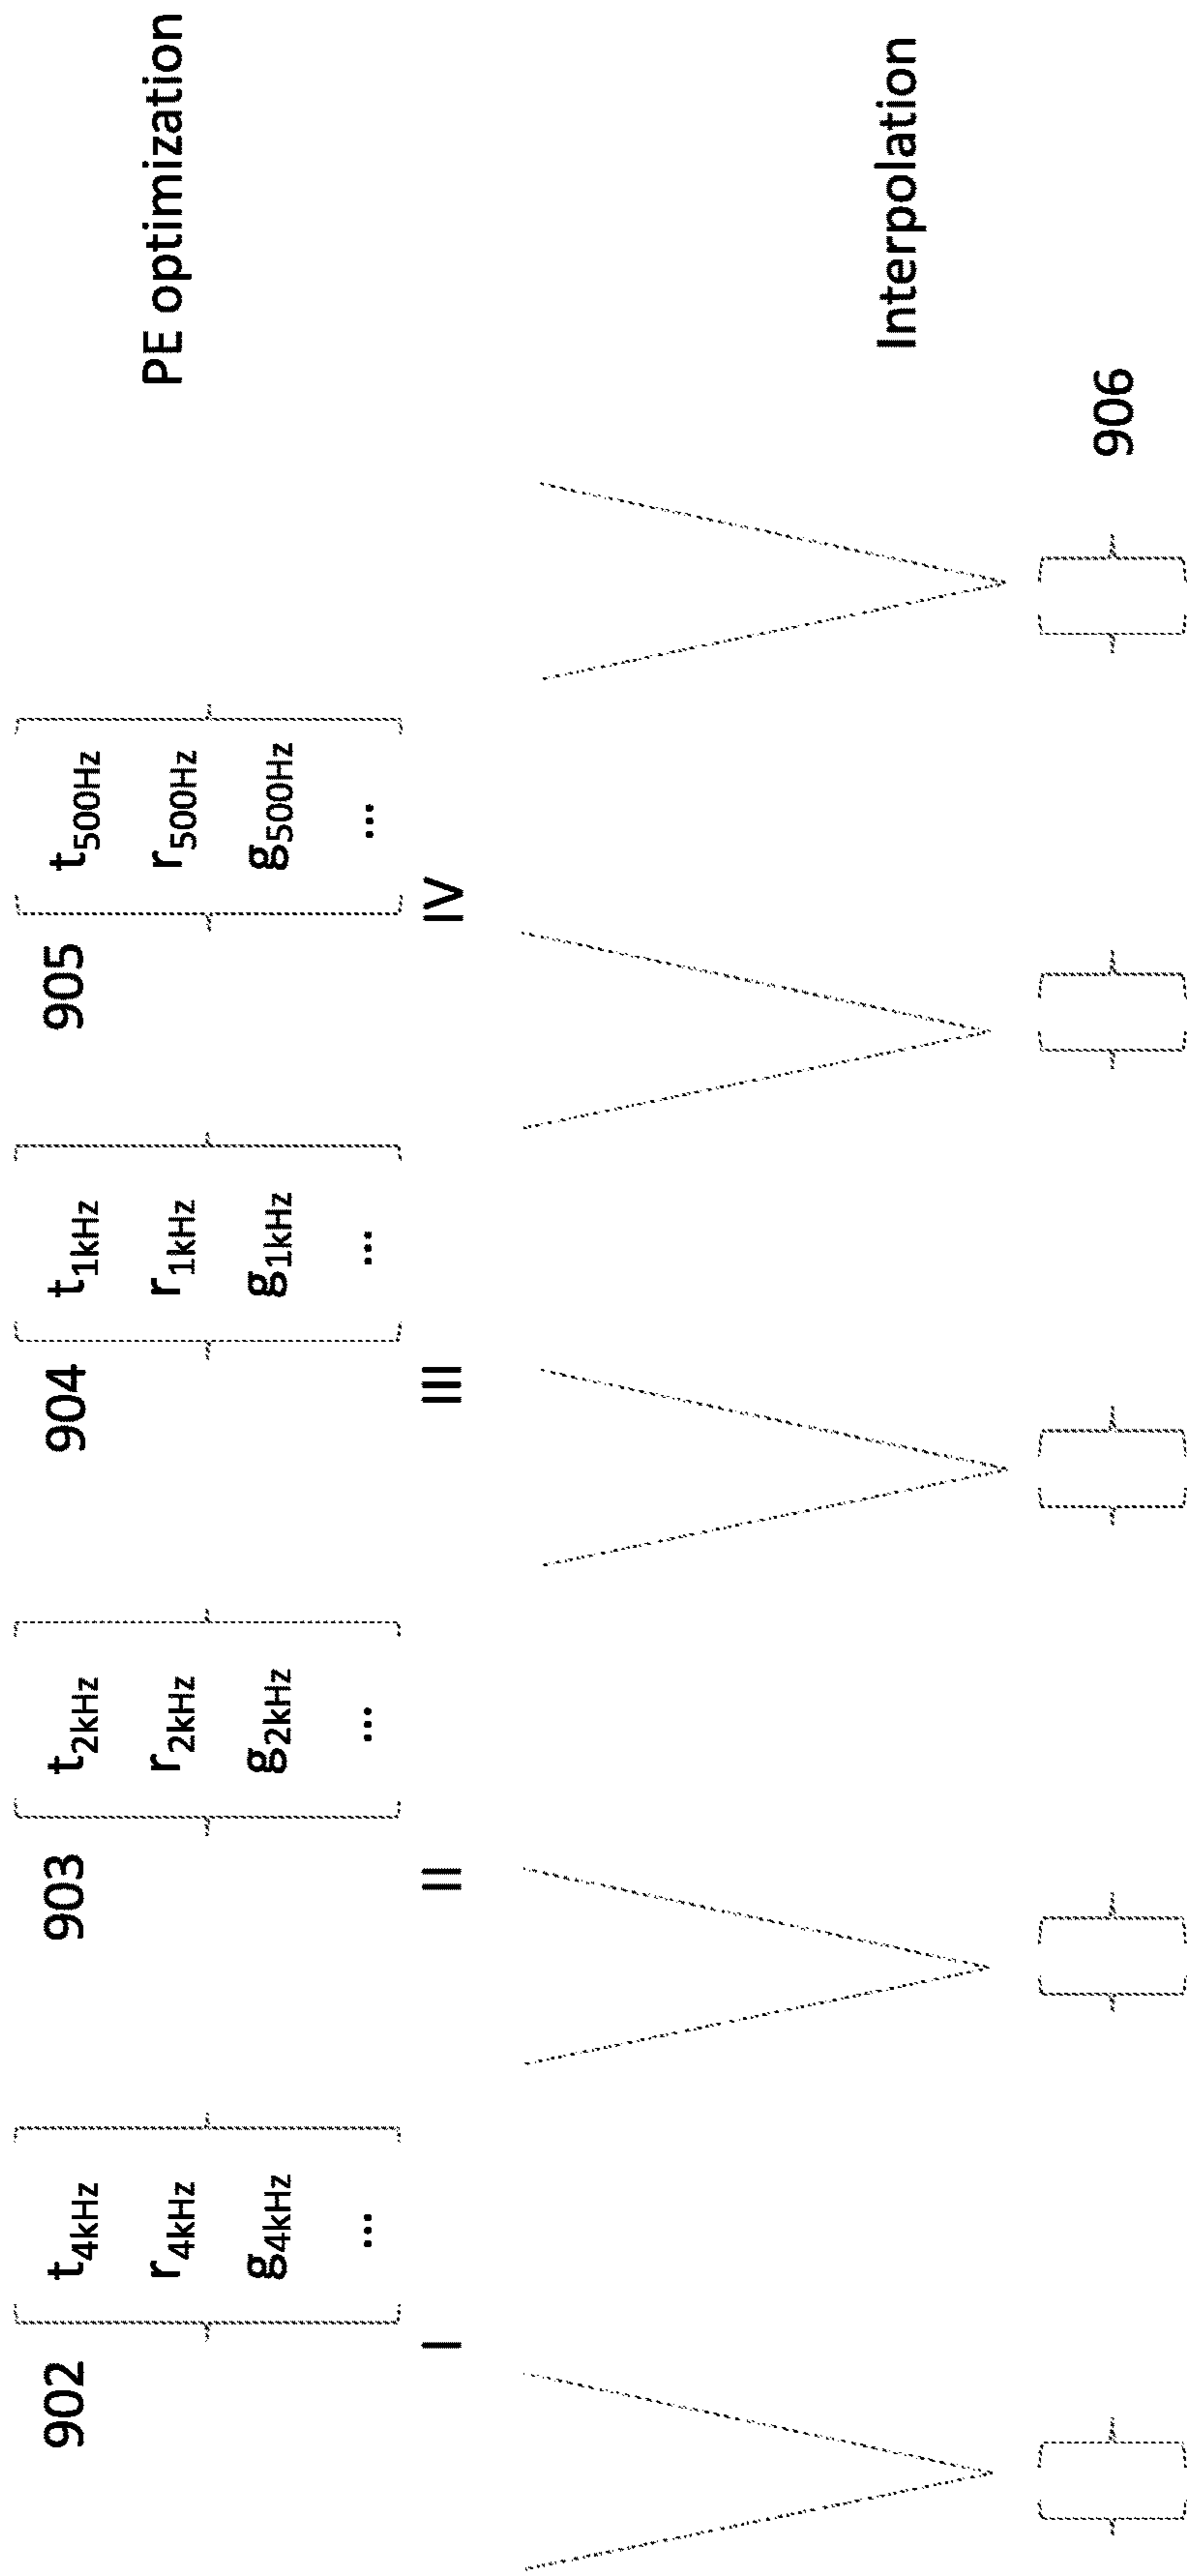 902
t4kHz
r4kHz
g4kHz
...
I
903
t2kHz
r2kHz
g2kHz
...
II
904
t1kHz
r1kHz
g1kHz
...
III
905
t500Hz
r500Hz
g500Hz
...
IV
PE optimization
Interpolation
906